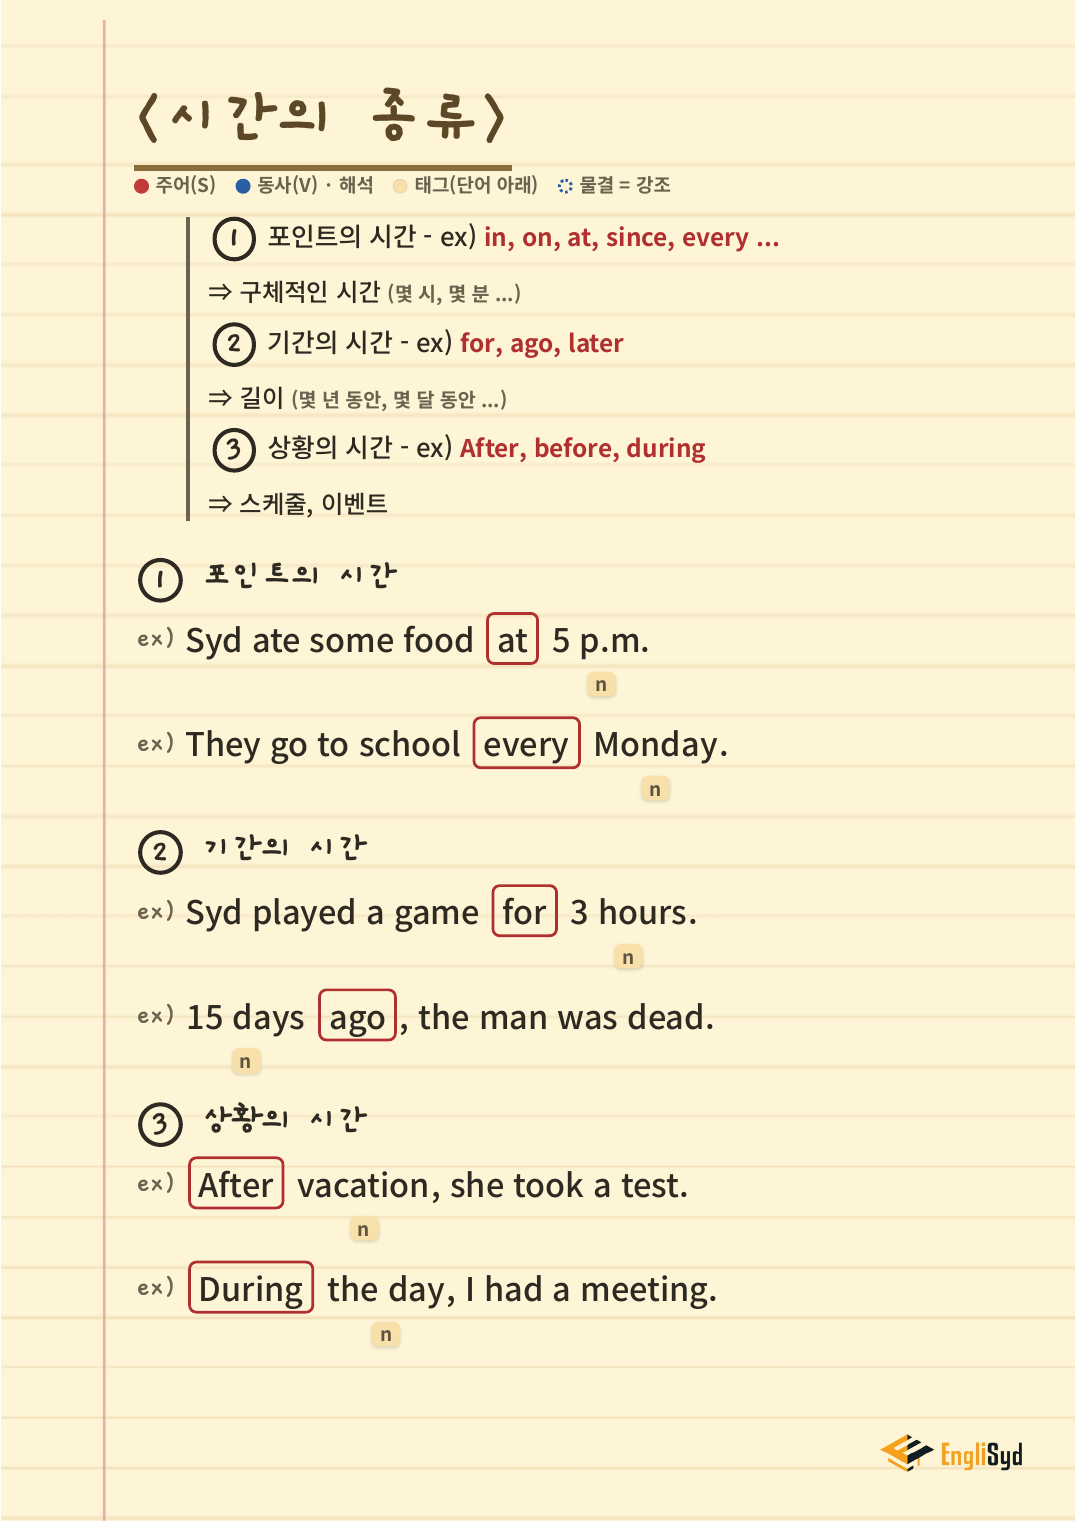 <시간의 종류>
주어(S) 동사(V) · 해석 태그(단어 아래) 물결 = 강조
① 포인트의 시간 - ex) in, on, at, since, every ...
⇒ 구체적인 시간 (몇 시, 몇 분 ...)
② 기간의 시간 - ex) for, ago, later
⇒ 길이 (몇 년 동안, 몇 달 동안 ...)
③ 상황의 시간 - ex) After, before, during
⇒ 스케줄, 이벤트
① 포인트의 시간
ex) Syd ate some food at 5 p.m.
n
ex) They go to school every Monday.
n
② 기간의 시간
ex) Syd played a game for 3 hours.
n
ex) 15 days ago, the man was dead.
n
③ 상황의 시간
ex) After vacation, she took a test.
n
ex) During the day, I had a meeting.
n
EngliSyd